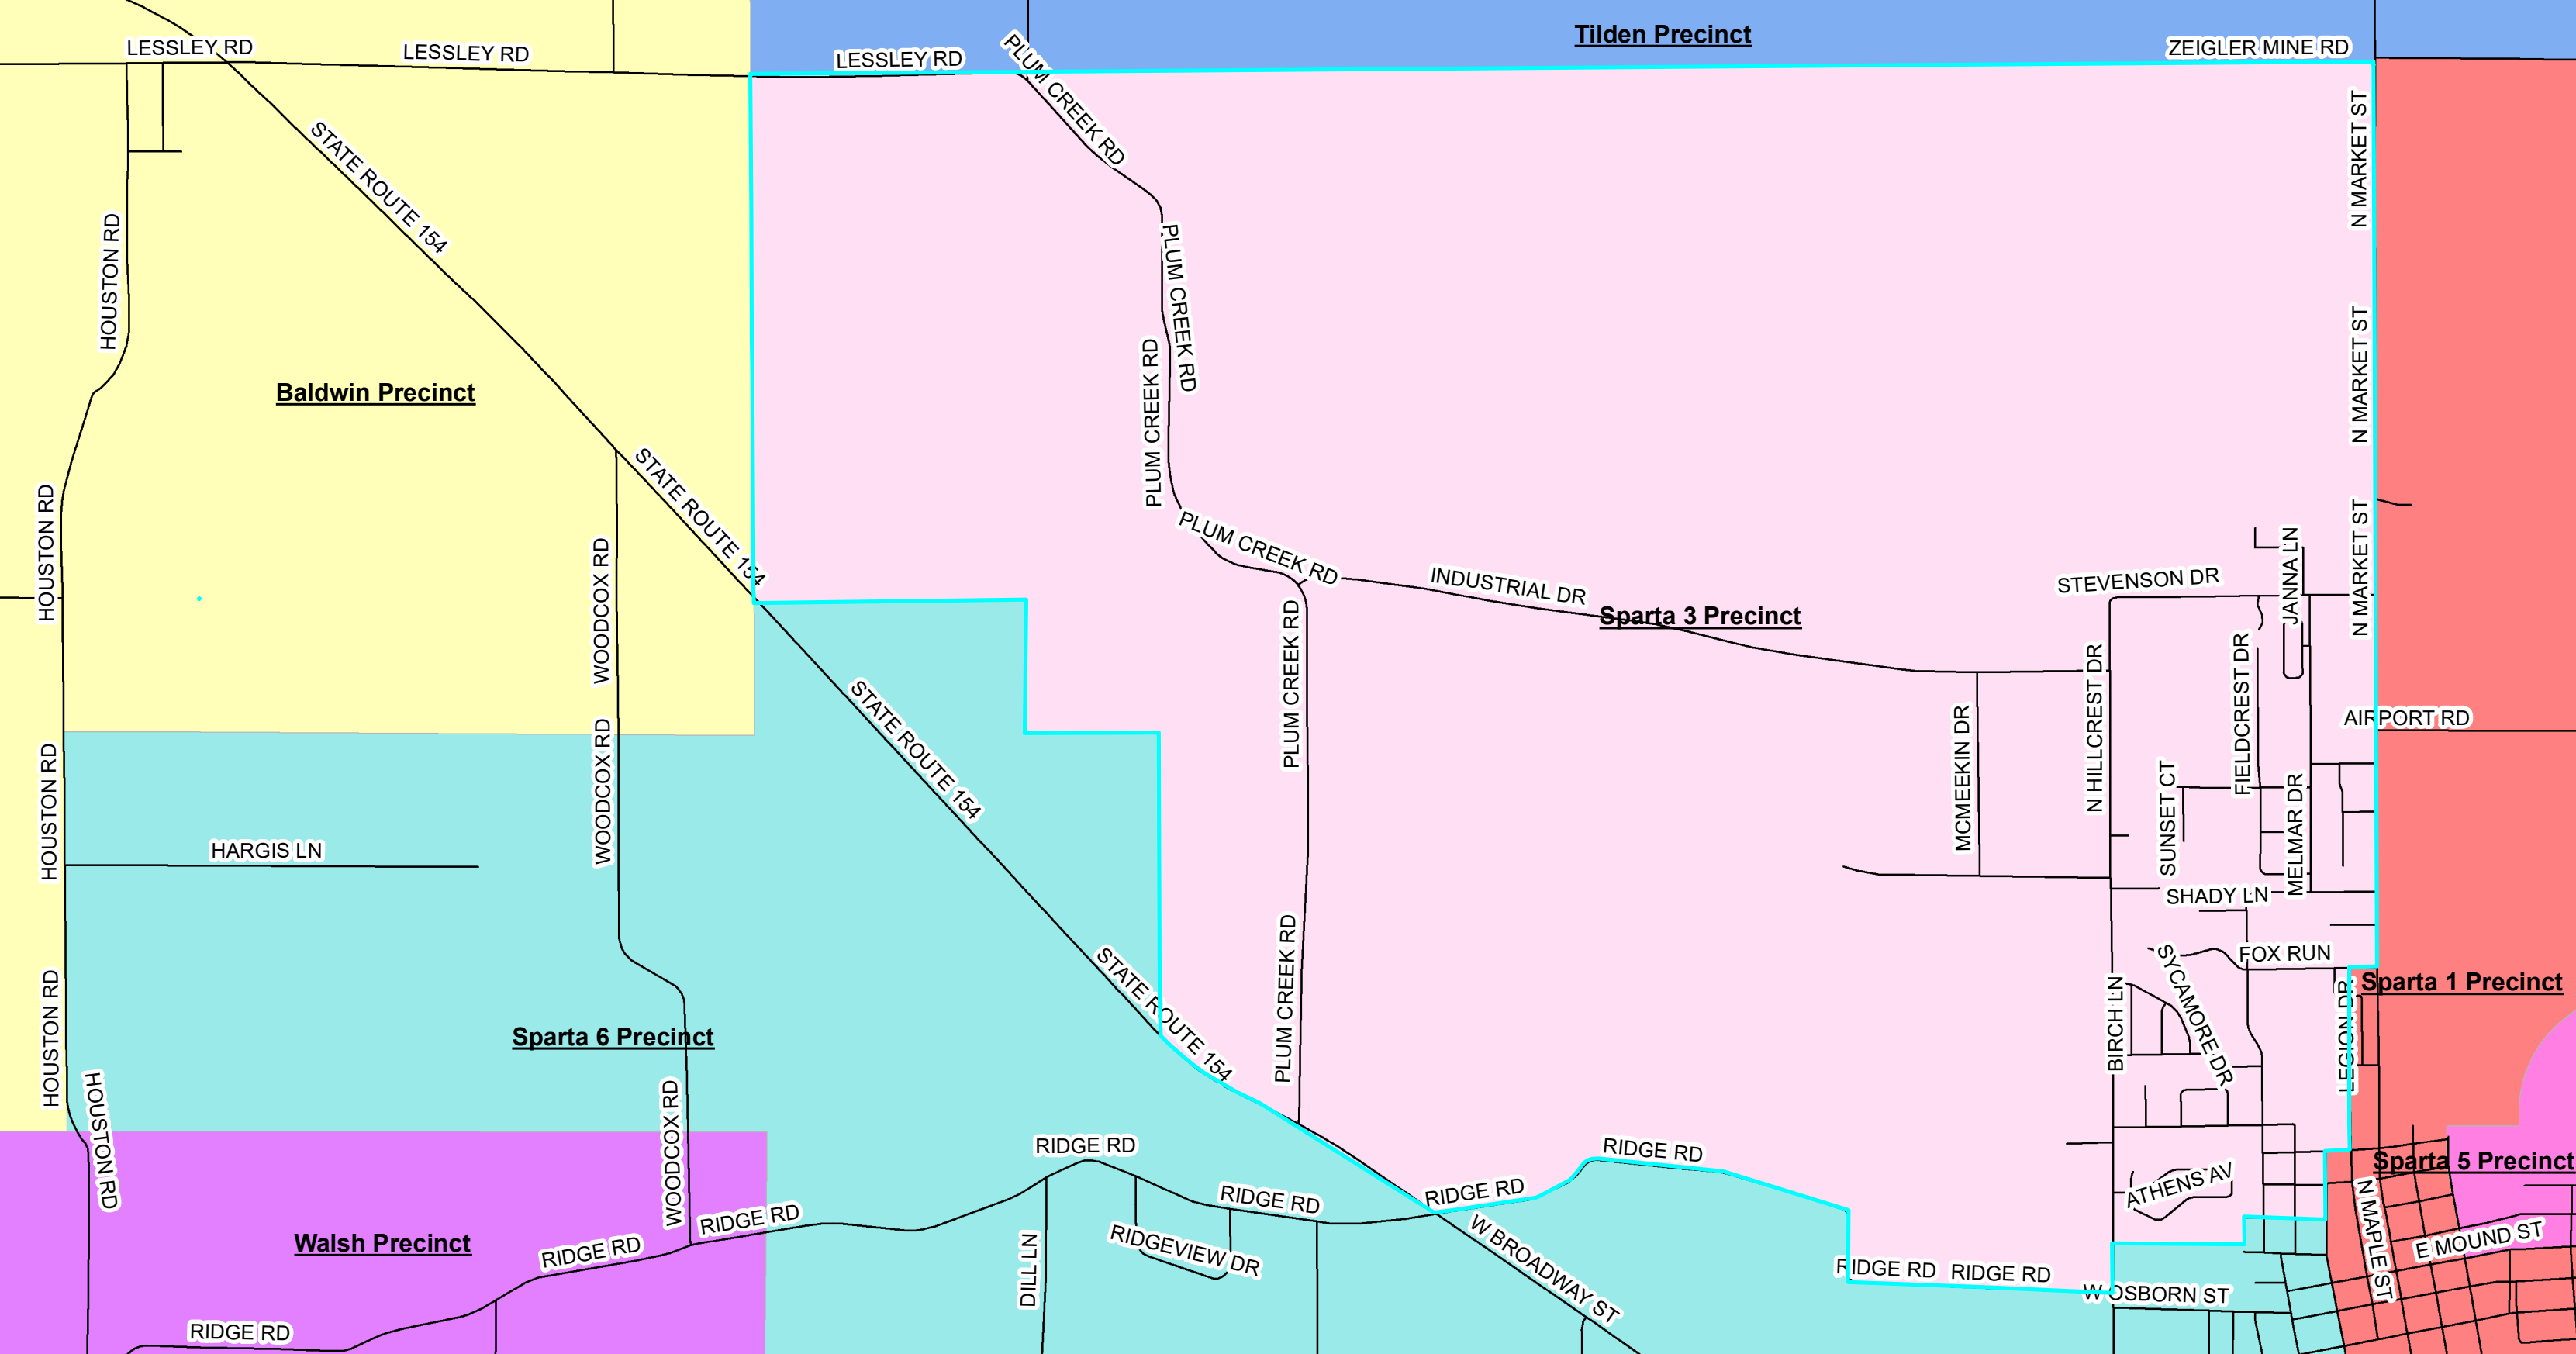 Tilden Precinct
LESSLEY RD
LESSLEY RD
LESSLEY RD
ZEIGLER MINE RD
PLUM CREEK RD
STATE ROUTE 154
N MARKET ST
HOUSTON RD
PLUM CREEK RD
PLUM CREEK RD
N MARKET ST
Baldwin Precinct
STATE ROUTE 154
HOUSTON RD
WOODCOX RD
PLUM CREEK RD
INDUSTRIAL DR
Sparta 3 Precinct
STEVENSON DR
JANNA LN
N MARKET ST
PLUM CREEK RD
STATE ROUTE 154
WOODCOX RD
HOUSTON RD
MCMEEKIN DR
N HILLCREST DR
FIELDCREST DR
AIRPORT RD
SUNSET CT
MELMAR DR
HARGIS LN
SHADY LN
HOUSTON RD
STATE ROUTE 154
PLUM CREEK RD
FOX RUN
SYCAMORE DR
BIRCH LN
LEGION DR
Sparta 1 Precinct
Sparta 6 Precinct
HOUSTON RD
WOODCOX RD
RIDGE RD
RIDGE RD
Sparta 5 Precinct
RIDGE RD
RIDGE RD
ATHENS AV
N MAPLE ST
E MOUND ST
RIDGE RD
Walsh Precinct
RIDGE RD
DILL LN
RIDGEVIEW DR
W BROADWAY ST
RIDGE RD
RIDGE RD
W OSBORN ST
RIDGE RD